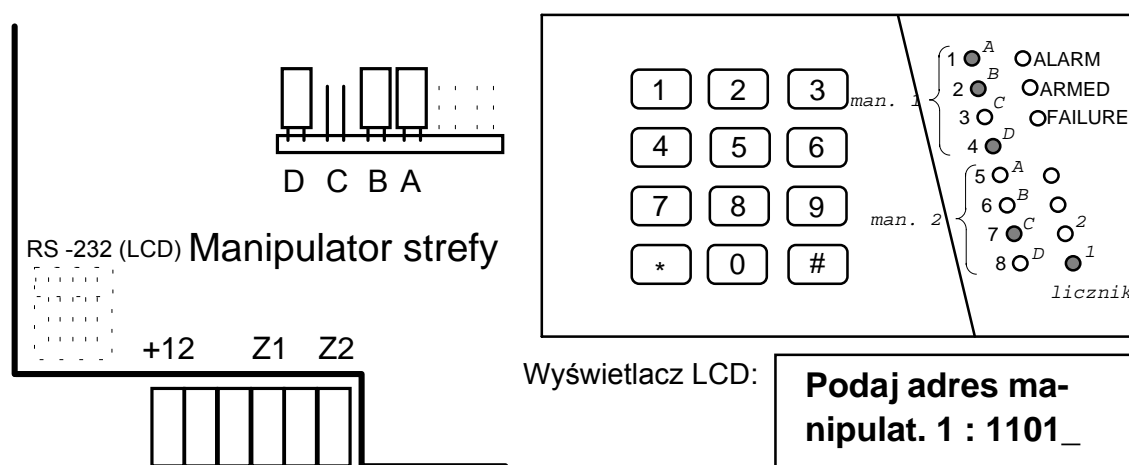 D C B A
RS -232 (LCD) Manipulator strefy
+12 Z1 Z2
1 2 3
4 5 6
7 8 9
* 0 #
man. 1
1 A ALARM
2 B ARMED
3 C FAILURE
4 D
man. 2
5 A
6 B
7 C 2
8 D 1
licznik
Wyświetlacz LCD:
Podaj adres ma-
nipulat. 1 : 1101_